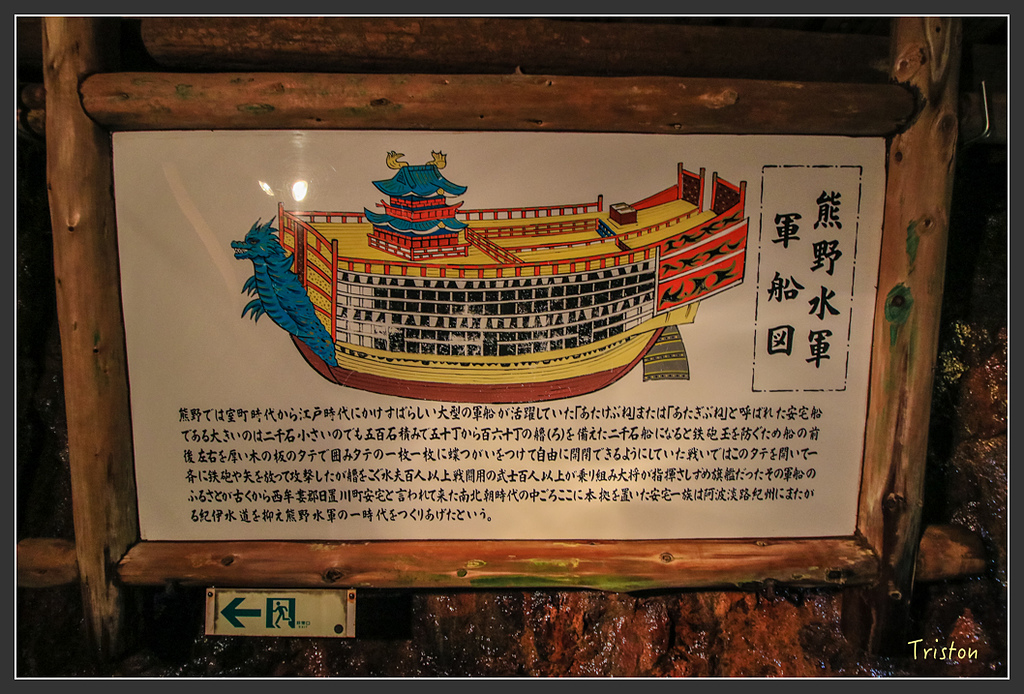 熊野水軍
軍船図
熊野では室町時代から江戸時代にかけすばらしい大型の軍船が活躍していた「あたけぶね」または「あたぎぶね」と呼ばれた安宅船
である大きいのは二千石小さいのでも五百石積みで五十丁から百六十丁の艪(ろ)を備えた二千石船になると鉄砲玉を防ぐため船の前
後左右を厚い木の板のタテで囲みタテの一枚一枚に蝶つがいをつけて自由に開閉できるようにしていた戦いではこのタテを開いて一
斉に鉄砲や矢を放って攻撃したが艪をこぐ水夫百人以上戦闘用の武士百人以上が乗り組み大将が指揮さしずめ旗艦だったその軍船の
ふるさとが古くから西牟婁郡日置川町安宅と言われて来た南北朝時代の中ごろここに本拠を置いた安宅一族は阿波淡路紀州にまたが
る紀伊水道を抑え熊野水軍の一時代をつくりあげたという。
非常口
Triston